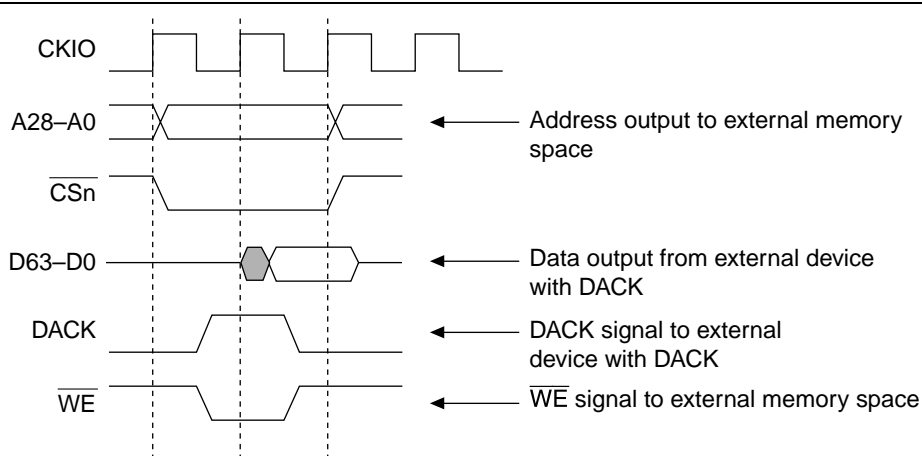 CKIO
A28–A0
Address output to external memory
space
CSn
D63–D0
Data output from external device
with DACK
DACK
DACK signal to external
device with DACK
WE
WE signal to external memory space